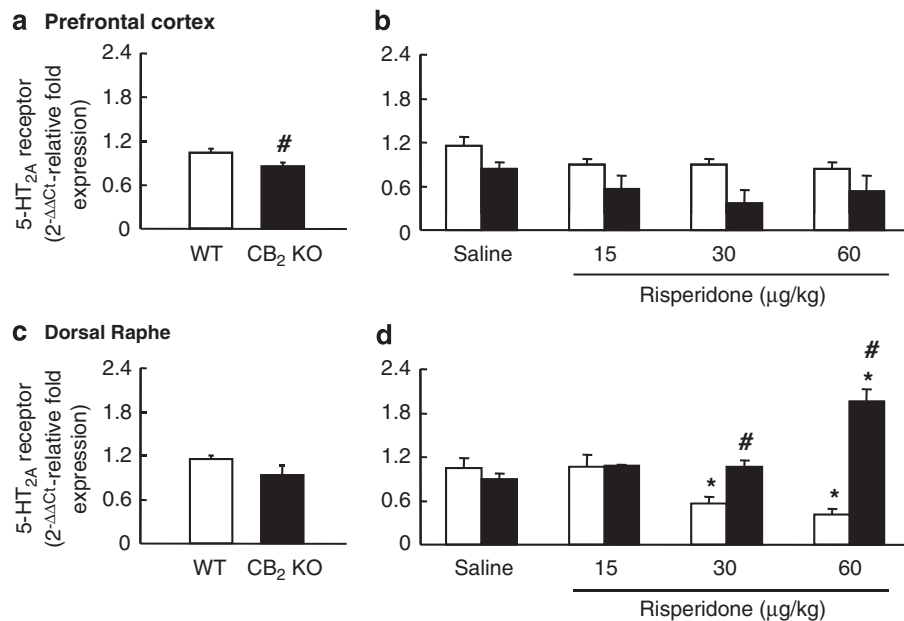 a Prefrontal cortex
b
5-HT2A receptor
(2-ΔΔCt-relative fold
expression)
2.4
1.8
1.2
0.6
0
#
WT
CB2 KO
2.4
1.8
1.2
0.6
0
Saline
15
30
60
Risperidone (μg/kg)
c Dorsal Raphe
d
5-HT2A receptor
(2-ΔΔCt-relative fold
expression)
2.4
1.8
1.2
0.6
0
WT
CB2 KO
2.4
1.8
1.2
0.6
0
*
#
*
#
*
Saline
15
30
60
Risperidone (μg/kg)